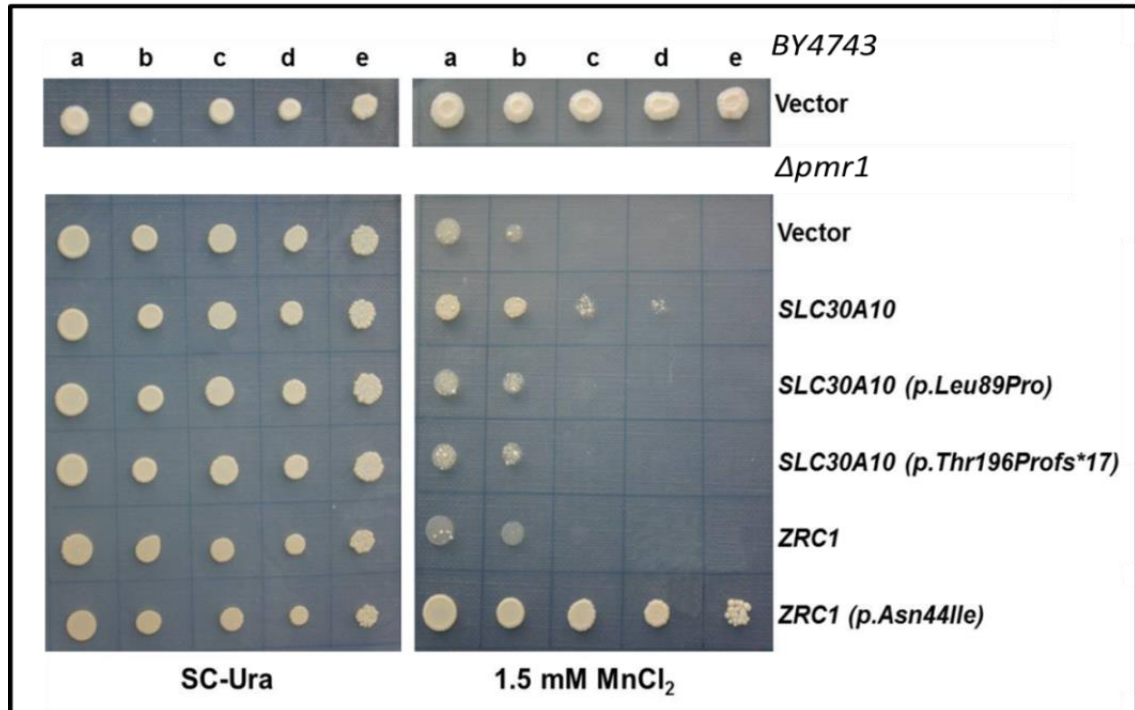 BY4743
a b c d e a b c d e
Vector
Δpmr1
Vector
SLC30A10
SLC30A10 (p.Leu89Pro)
SLC30A10 (p.Thr196Profs*17)
ZRC1
ZRC1 (p.Asn44Ile)
SC-Ura 1.5 mM MnCl₂